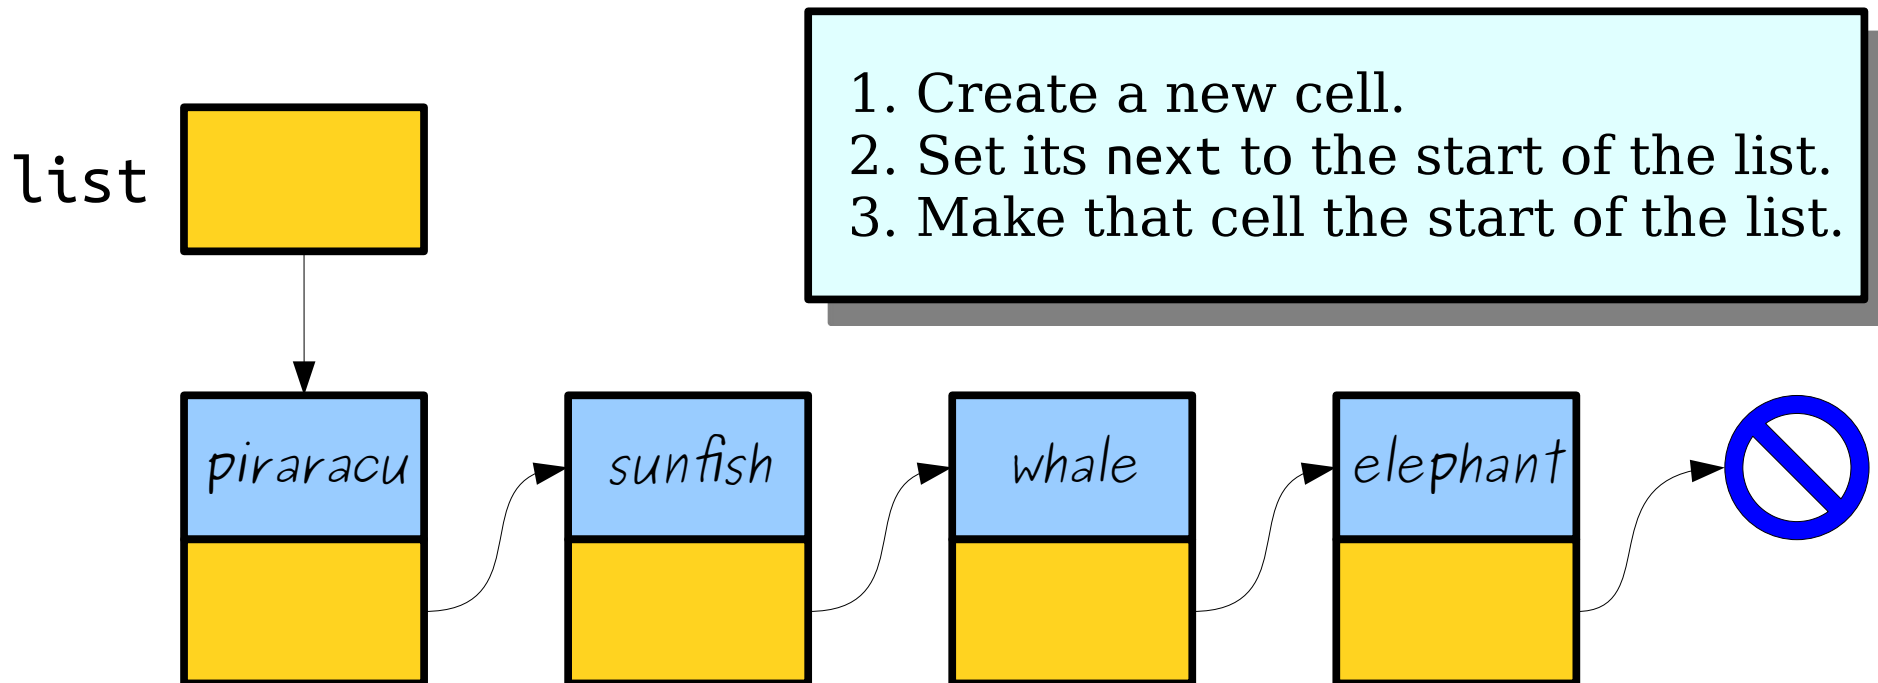 1. Create a new cell.
2. Set its next to the start of the list.
3. Make that cell the start of the list.
list
piraracu
sunfish
whale
elephant